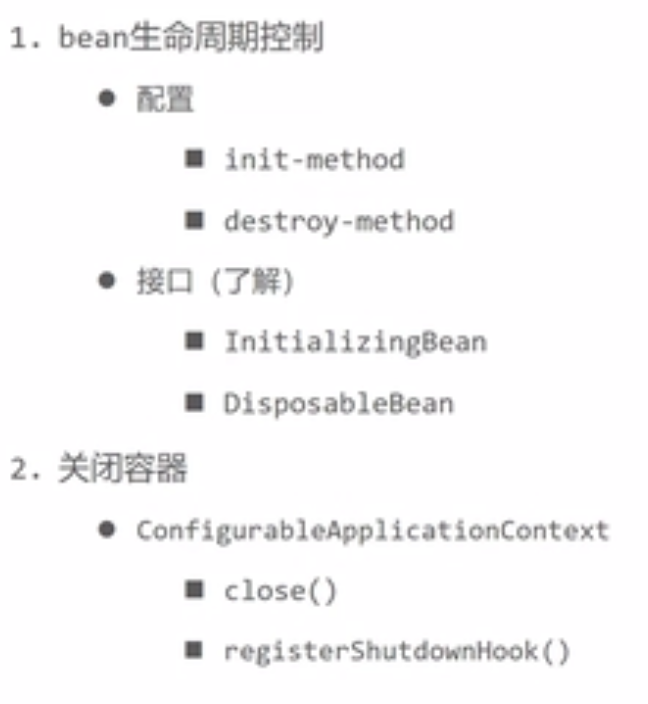 1. bean生命周期控制
● 配置
■ init-method
■ destroy-method
● 接口（了解）
■ InitializingBean
■ DisposableBean
2. 关闭容器
● ConfigurableApplicationContext
■ close()
■ registerShutdownHook()